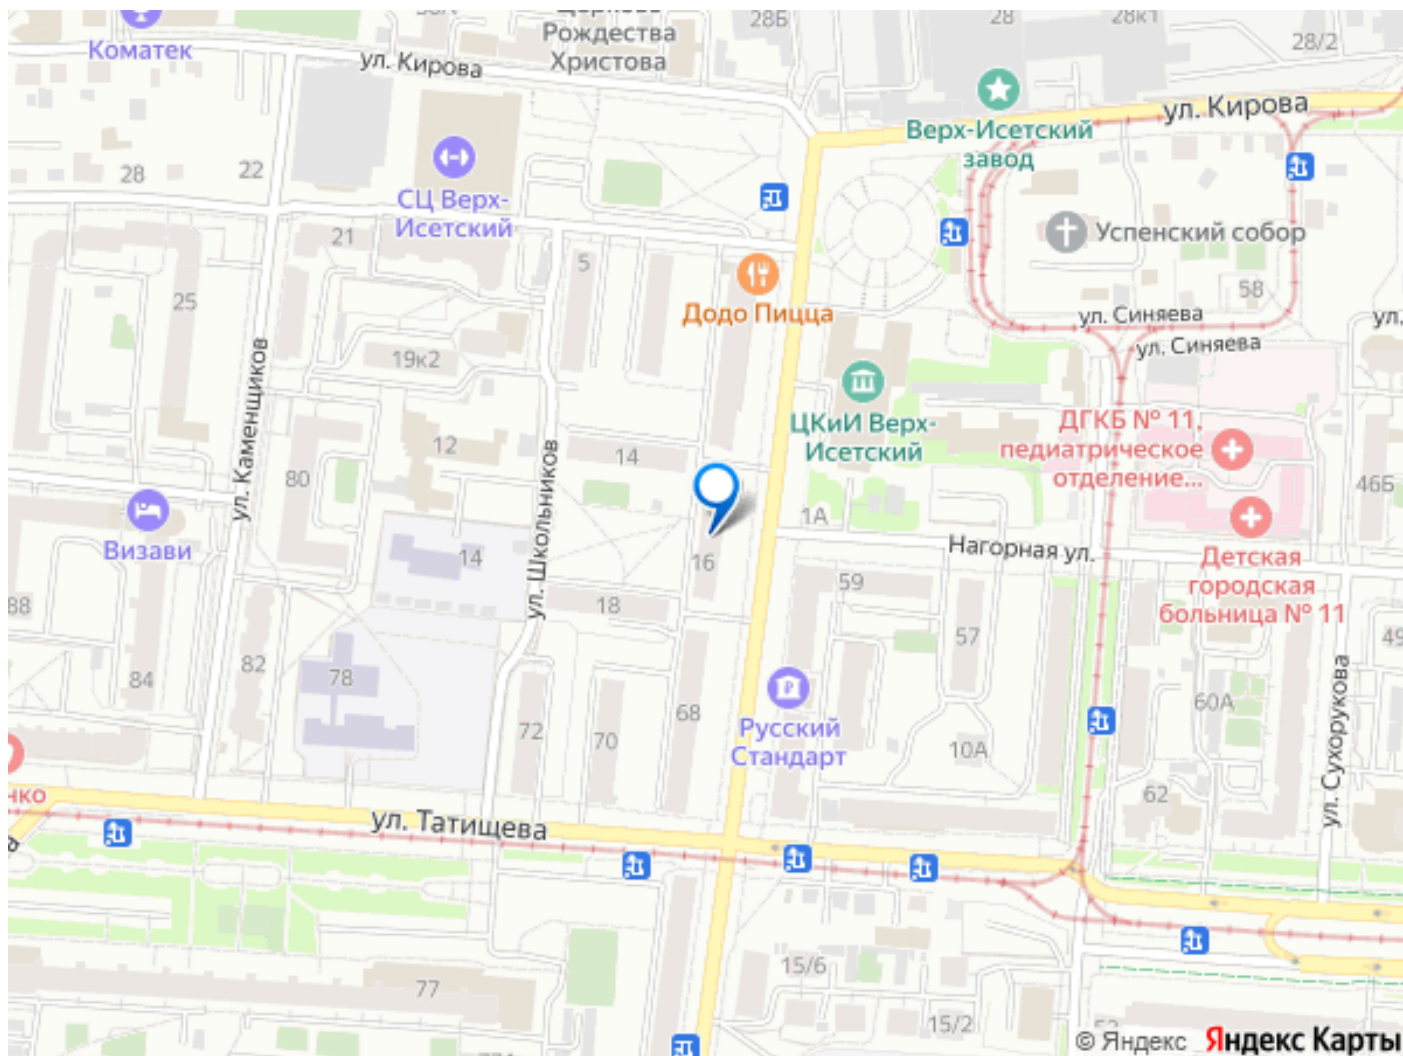 Коматек
ул. Кирова
Рождества
Христова
28Б
28
28к1
28/2
ул. Кирова
Верх-Исетский
завод
28
22
СЦ Верх-
Исетский
21
25
5
Успенский собор
58
Додо Пицца
ул. Синяева
ул. Синяева
ул.
19к2
ул. Каменщиков
ул. Школьников
12
14
80
ЦКиИ Верх-
Исетский
ДГКБ № 11,
педиатрическое
отделение...
46Б
1А
Визави
14
16
Нагорная ул.
Детская
городская
больница № 11
88
18
59
57
49
82
84
78
68
60А
72
70
Русский
Стандарт
10А
62
ул. Сухорукова
нко
ул. Татищева
77
15/6
15/2
© Яндекс Яндекс Карты